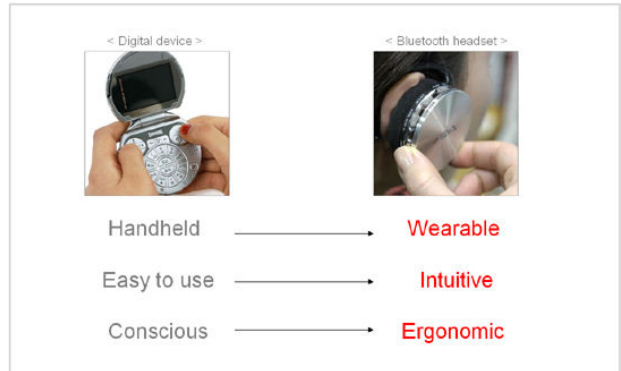 < Digital device >
< Bluetooth headset >
Handheld
Wearable
Easy to use
Intuitive
Conscious
Ergonomic